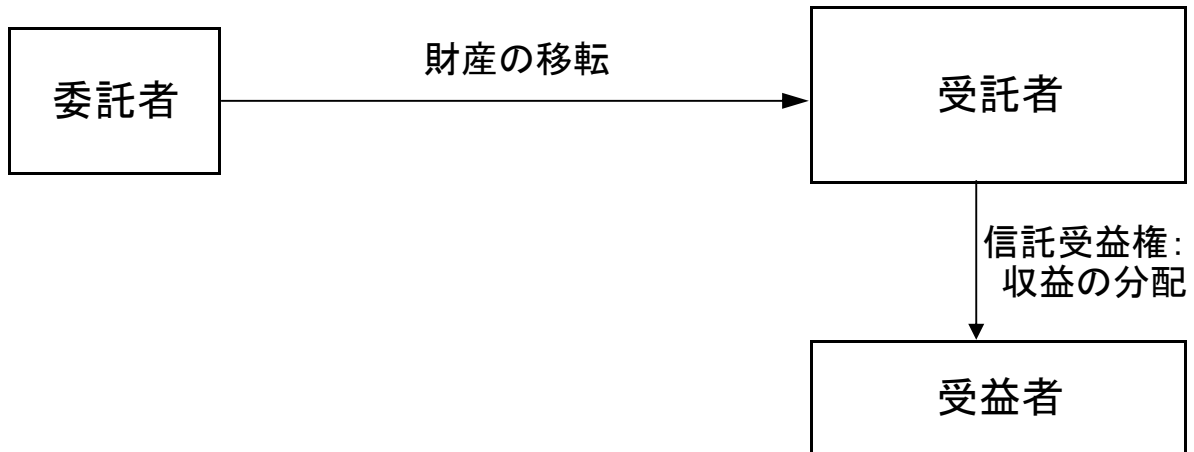 財産の移転
委託者
受託者
信託受益権:
収益の分配
受益者